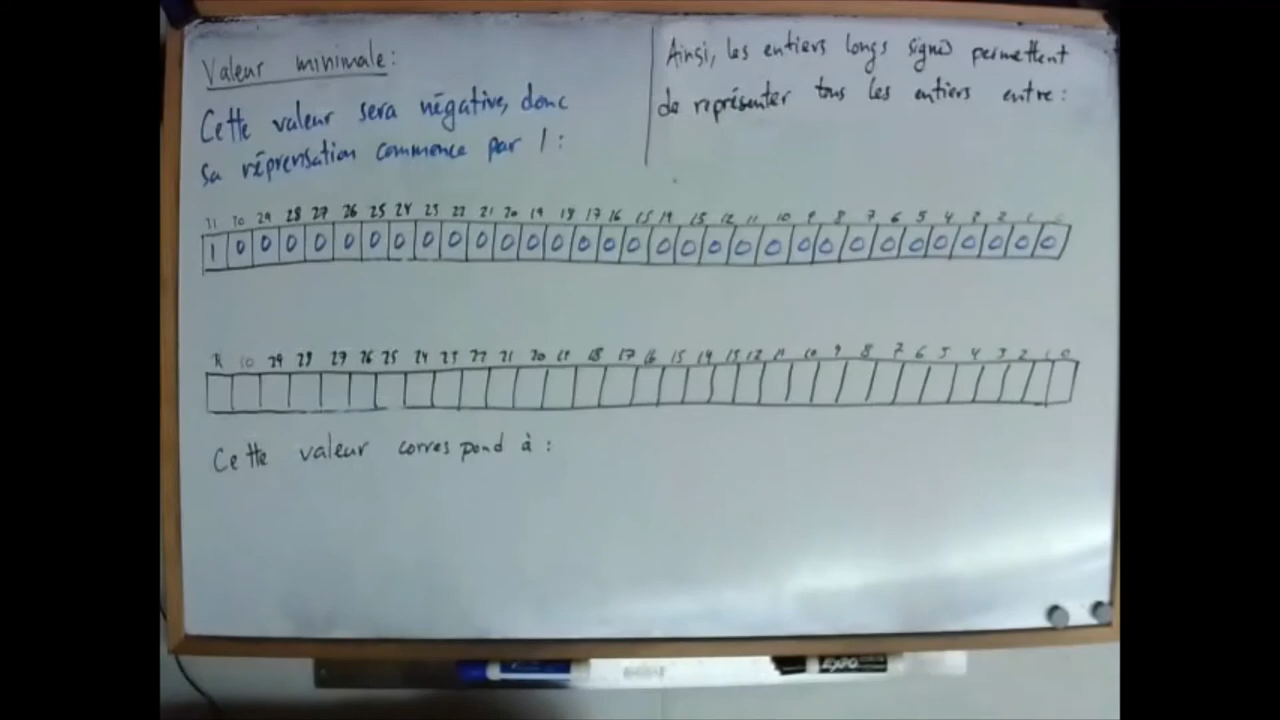 Valeur minimale:
Cette valeur sera négative, donc
sa réprensation commence par 1:
Ainsi, les entiers longs signés permettent
de représenter tous les entiers entre:
31 30 29 28 27 26 25 24 23 22 21 20 19 18 17 16 15 14 13 12 11 10 9 8 7 6 5 4 3 2 1 0
1 0 0 0 0 0 0 0 0 0 0 0 0 0 0 0 0 0 0 0 0 0 0 0 0 0 0 0 0 0 0 0
31 30 29 28 27 26 25 24 23 22 21 20 19 18 17 16 15 14 13 12 11 10 9 8 7 6 5 4 3 2 1 0
Cette valeur correspond à:
EXPO